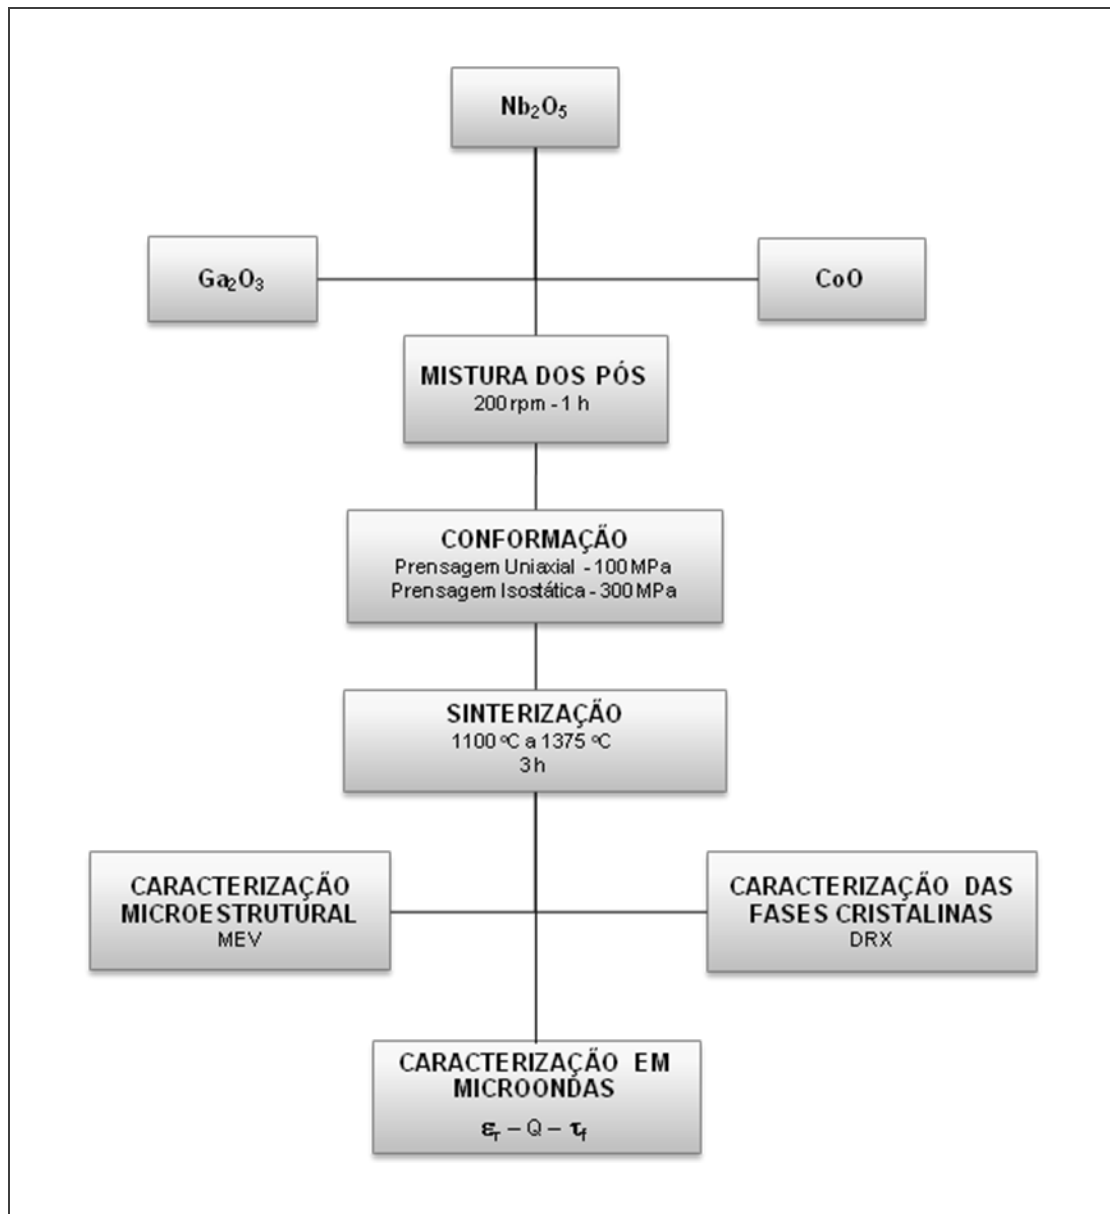 Nb₂O₅
Ga₂O₃
CoO
MISTURA DOS PÓS
200 rpm - 1 h
CONFORMAÇÃO
Prensagem Uniaxial - 100 MPa
Prensagem Isostática - 300 MPa
SINTERIZAÇÃO
1100 ºC a 1375 ºC
3 h
CARACTERIZAÇÃO
MICROESTRUTURAL
MEV
CARACTERIZAÇÃO DAS
FASES CRISTALINAS
DRX
CARACTERIZAÇÃO EM
MICROONDAS
εᵣ – Q – τf